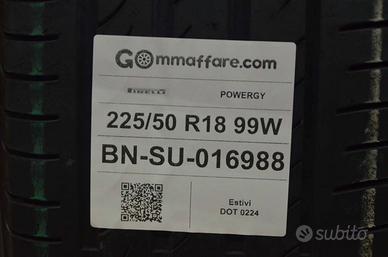 GOmmaffare.com
PIRELLI
POWERGY
225/50 R18 99W
BN-SU-016988
Estivi
DOT 0224
subito